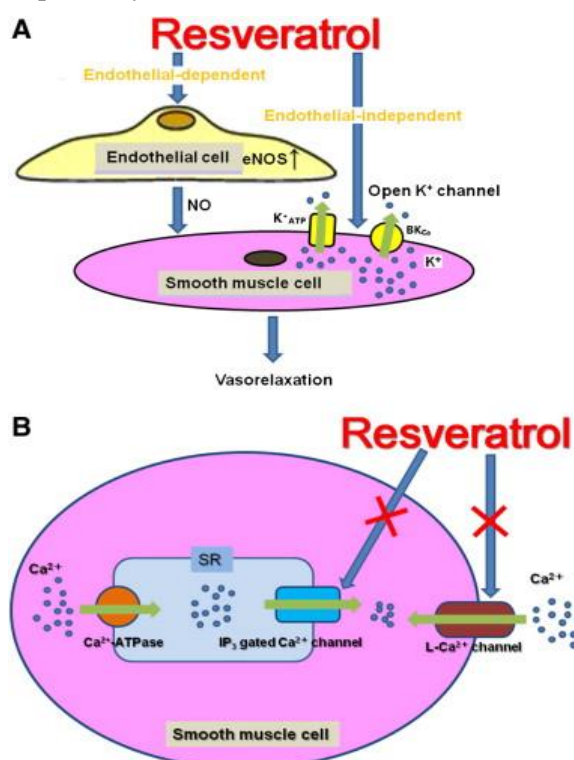 A
Resveratrol
Endothelial-dependent
Endothelial-independent
Endothelial cell eNOS↑
NO
Open K⁺ channel
K⁺ATP
BKCa
K⁺
Smooth muscle cell
Vasorelaxation
B
Resveratrol
SR
Ca²⁺
Ca²⁺
Ca²⁺-ATPase
IP₃ gated Ca²⁺ channel
L-Ca²⁺ channel
Smooth muscle cell